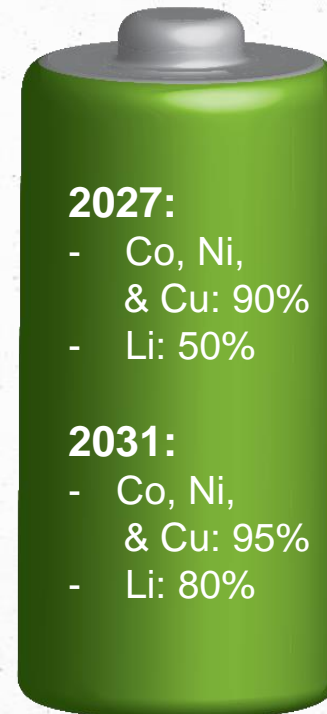 2027:
- Co, Ni,
& Cu: 90%
- Li: 50%
2031:
- Co, Ni,
& Cu: 95%
- Li: 80%